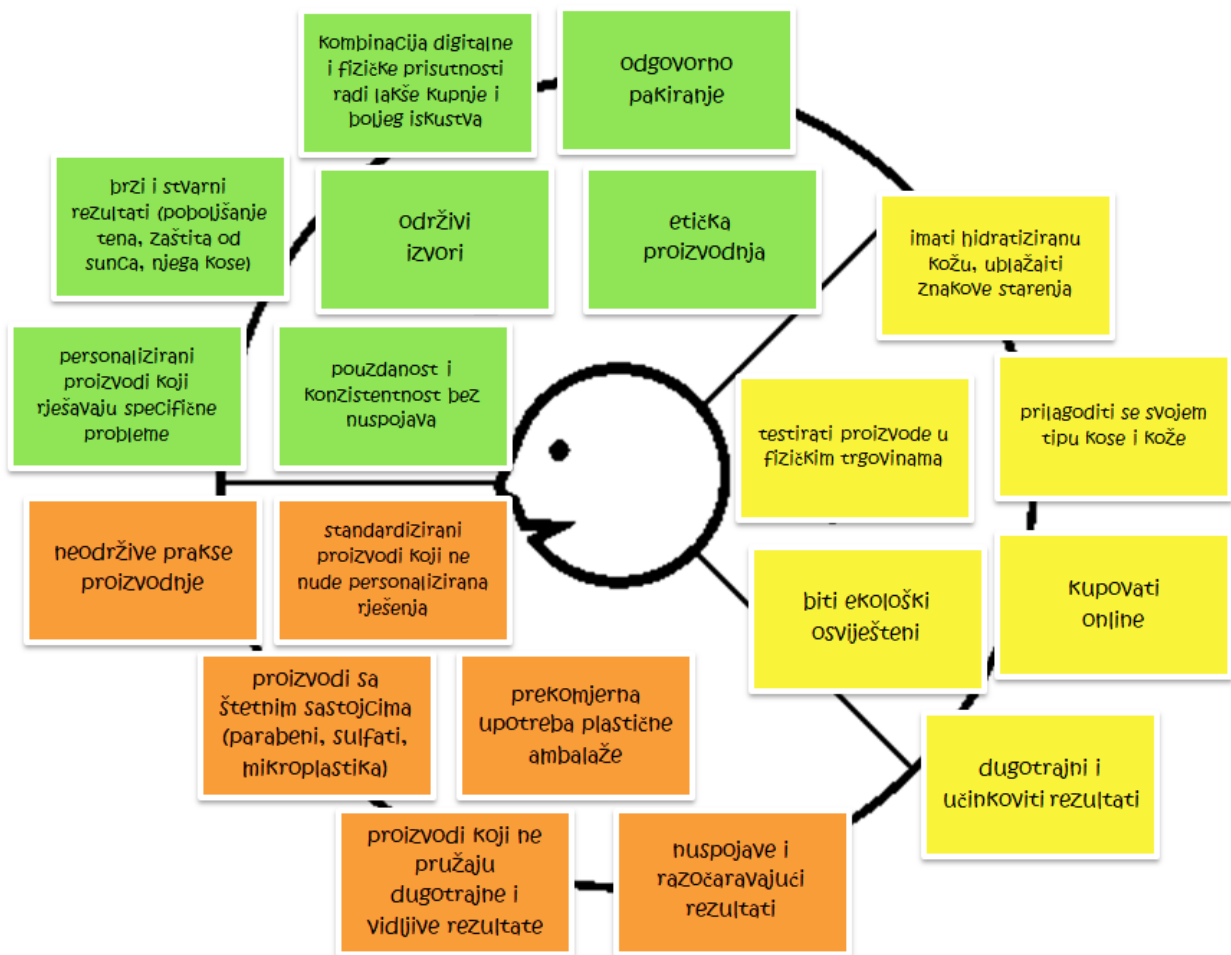 kombinacija digitalne
i fizičke prisutnosti
radi lakše kupnje i
boljeg iskustva
odgovorno
pakiranje
brzi i stvarni
rezultati (poboljšanje
tena, zaštita od
sunca, njega kose)
održivi
izvori
etička
proizvodnja
personalizirani
proizvodi koji
rješavaju specifične
probleme
pouzdanost i
konzistentnost bez
nuspojava
imati hidratiziranu
kožu, ublažaiti
znakove starenja
testirati proizvode u
fizičkim trgovinama
prilagoditi se svojem
tipu kose i kože
biti ekološki
osviješteni
kupovati
online
dugotrajni i
učinkoviti rezultati
neodržive prakse
proizvodnje
standardizirani
proizvodi koji ne
nude personalizirana
rješenja
proizvodi sa
štetnim sastojcima
(parabeni, sulfati,
mikroplastika)
prekomjerna
upotreba plastične
ambalaže
proizvodi koji ne
pružaju
dugotrajne i
vidljive rezultate
nuspojave i
razočaravajući
rezultati